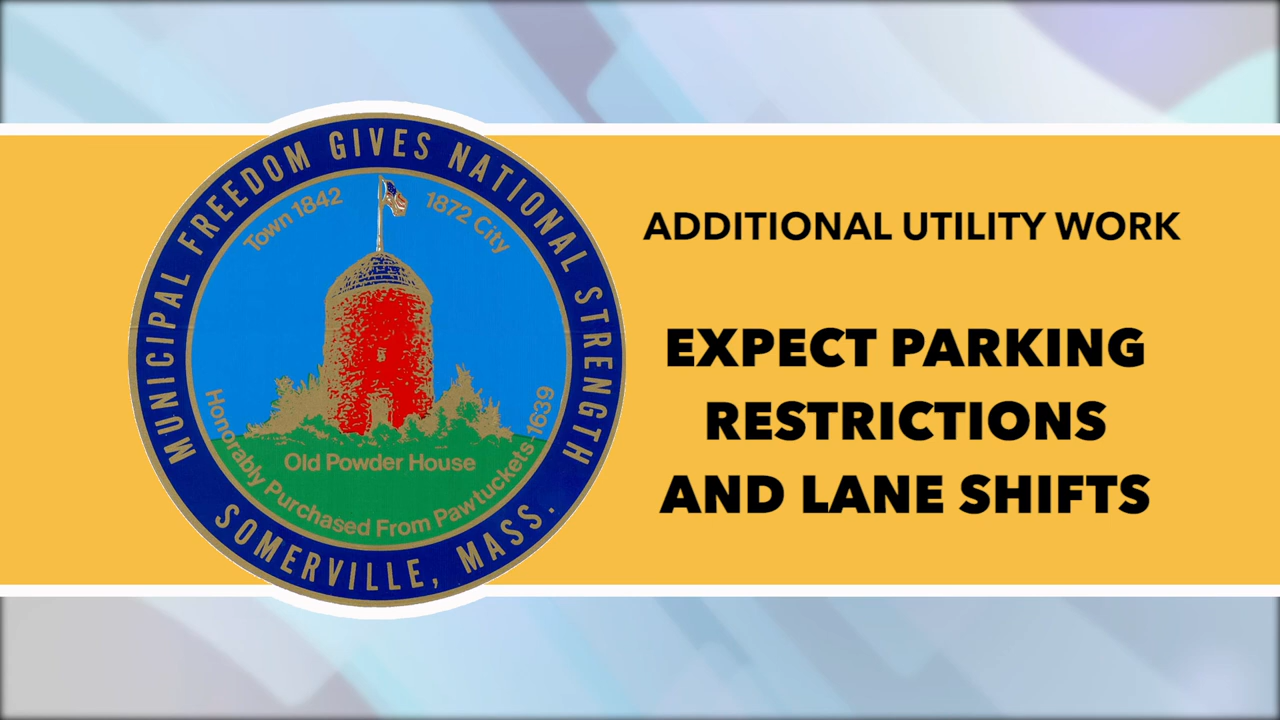 MUNICIPAL FREEDOM GIVES NATIONAL STRENGTH
Town 1842
1872 City
Old Powder House
Honorably Purchased From Pawtuckets 1639
SOMERVILLE, MASS.
ADDITIONAL UTILITY WORK
EXPECT PARKING
RESTRICTIONS
AND LANE SHIFTS